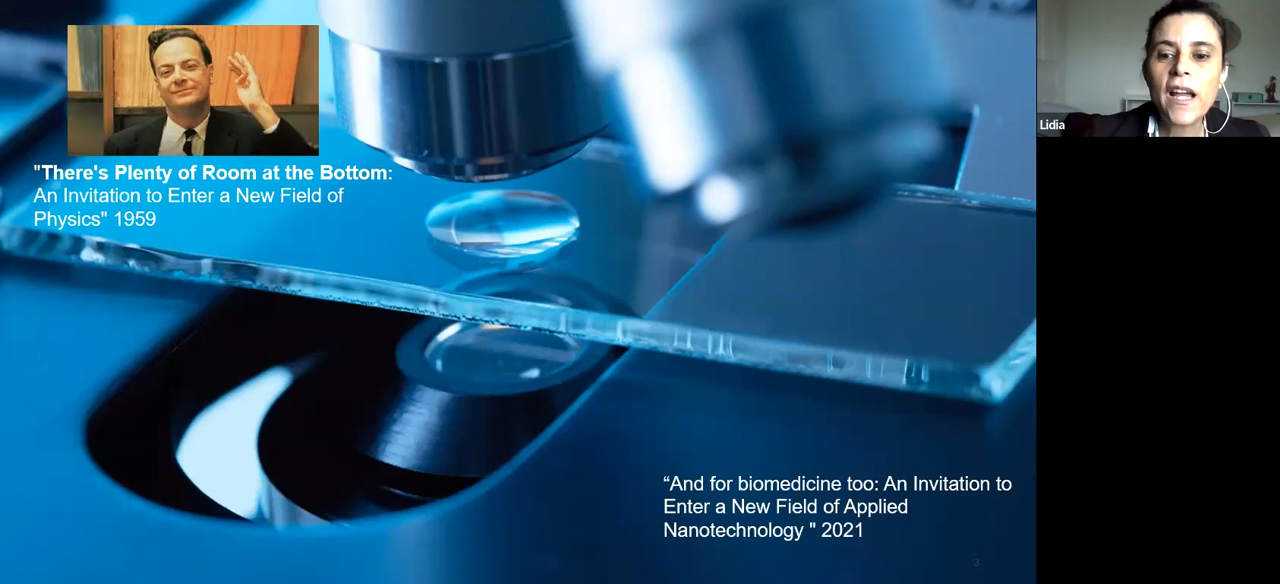 "There's Plenty of Room at the Bottom:
An Invitation to Enter a New Field of
Physics" 1959
Lidia
“And for biomedicine too: An Invitation to
Enter a New Field of Applied
Nanotechnology " 2021
3